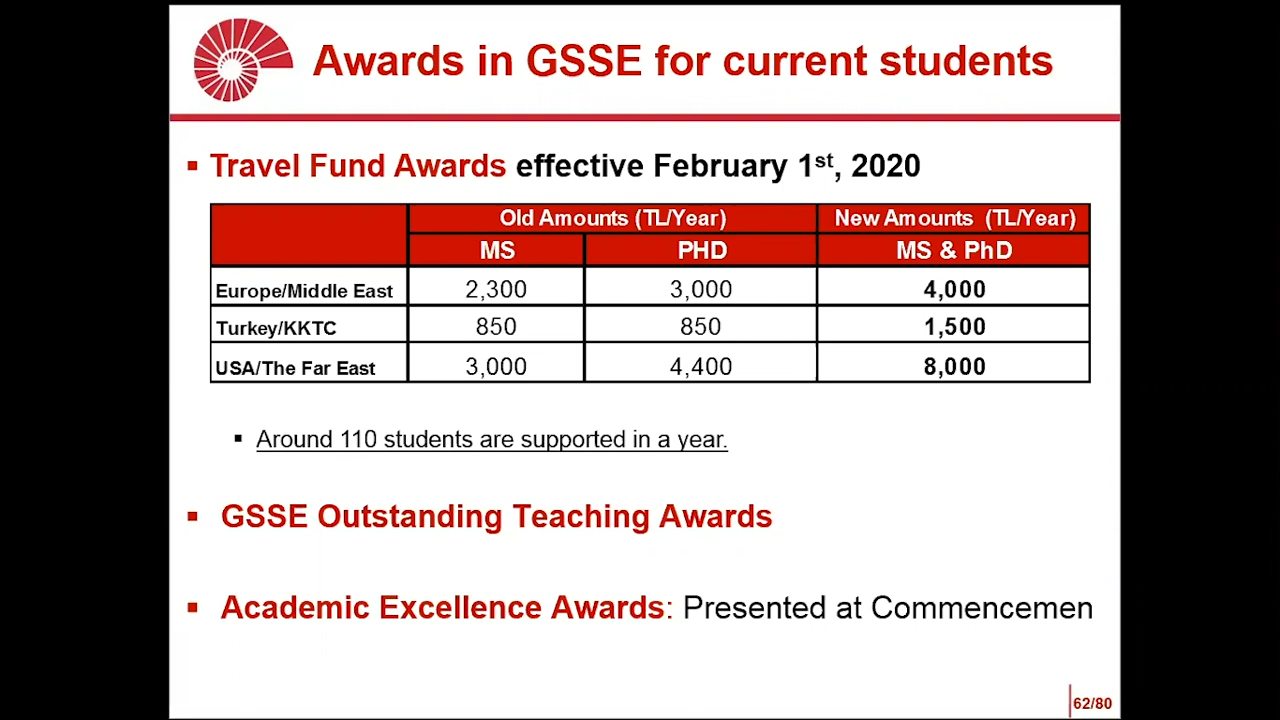 Awards in GSSE for current students
▪ Travel Fund Awards effective February 1st, 2020
Old Amounts (TL/Year) New Amounts (TL/Year)
MS PHD MS & PhD
Europe/Middle East 2,300 3,000 4,000
Turkey/KKTC 850 850 1,500
USA/The Far East 3,000 4,400 8,000
▪ Around 110 students are supported in a year.
▪ GSSE Outstanding Teaching Awards
▪ Academic Excellence Awards: Presented at Commencemen
62/80